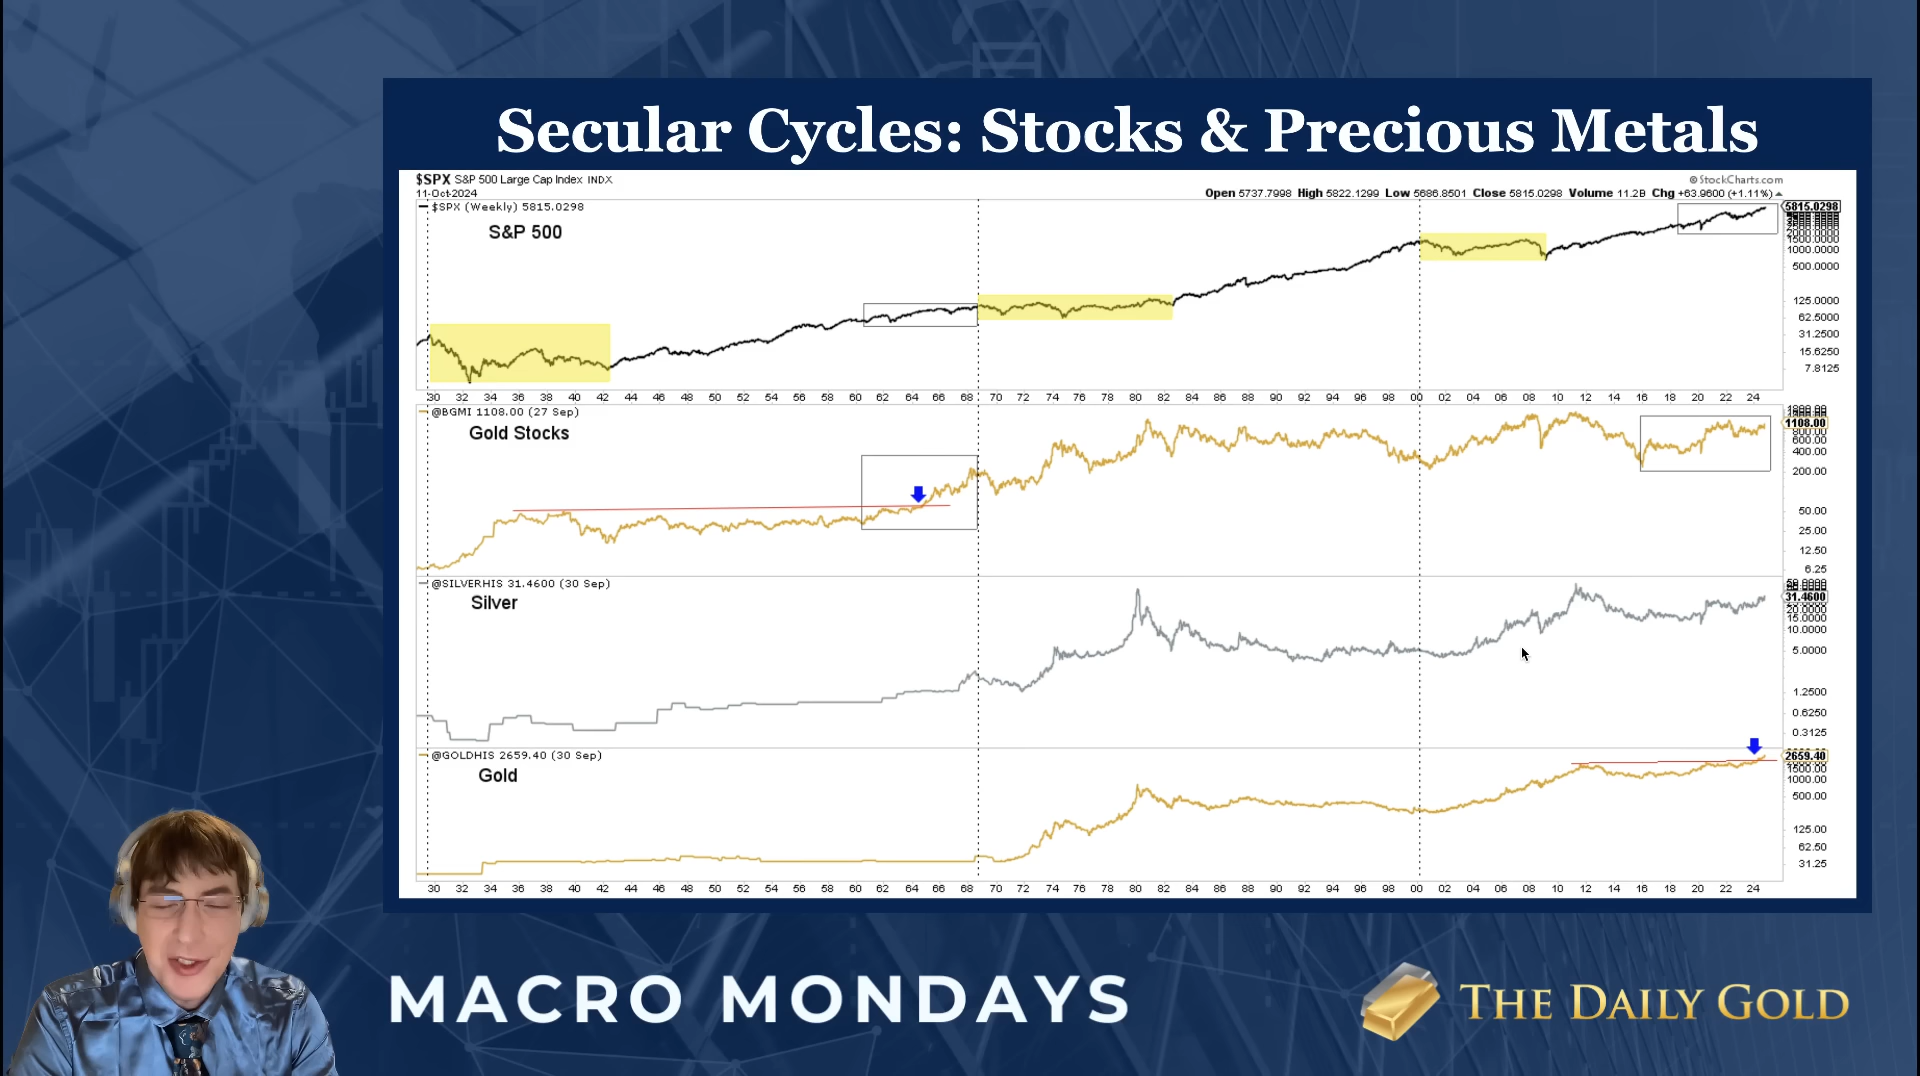 Secular Cycles: Stocks & Precious Metals
$SPX S&P 500 Large Cap Index INDX
© StockCharts.com
11-Oct-2024
Open 5737.7998 High 5822.1299 Low 5686.8501 Close 5815.0298 Volume 11.2B Chg +63.9600 (+1.11%)
$SPX (Weekly) 5815.0298
S&P 500
5815.0298
1000.0000
500.0000
125.0000
62.5000
31.2500
15.6250
7.8125
30 32 34 36 38 40 42 44 46 48 50 52 54 56 58 60 62 64 66 68 70 72 74 76 78 80 82 84 86 88 90 92 94 96 98 00 02 04 06 08 10 12 14 16 18 20 22 24
@BGMI 1108.00 (27 Sep)
Gold Stocks
1108.00
600.00
400.00
200.00
50.00
25.00
12.50
6.25
@SILVERHIS 31.4600 (30 Sep)
Silver
31.4600
15.0000
10.0000
5.0000
1.2500
0.6250
0.3125
@GOLDHIS 2659.40 (30 Sep)
Gold
2659.40
1500.00
1000.00
500.00
125.00
62.50
31.25
30 32 34 36 38 40 42 44 46 48 50 52 54 56 58 60 62 64 66 68 70 72 74 76 78 80 82 84 86 88 90 92 94 96 98 00 02 04 06 08 10 12 14 16 18 20 22 24
MACRO MONDAYS
THE DAILY GOLD